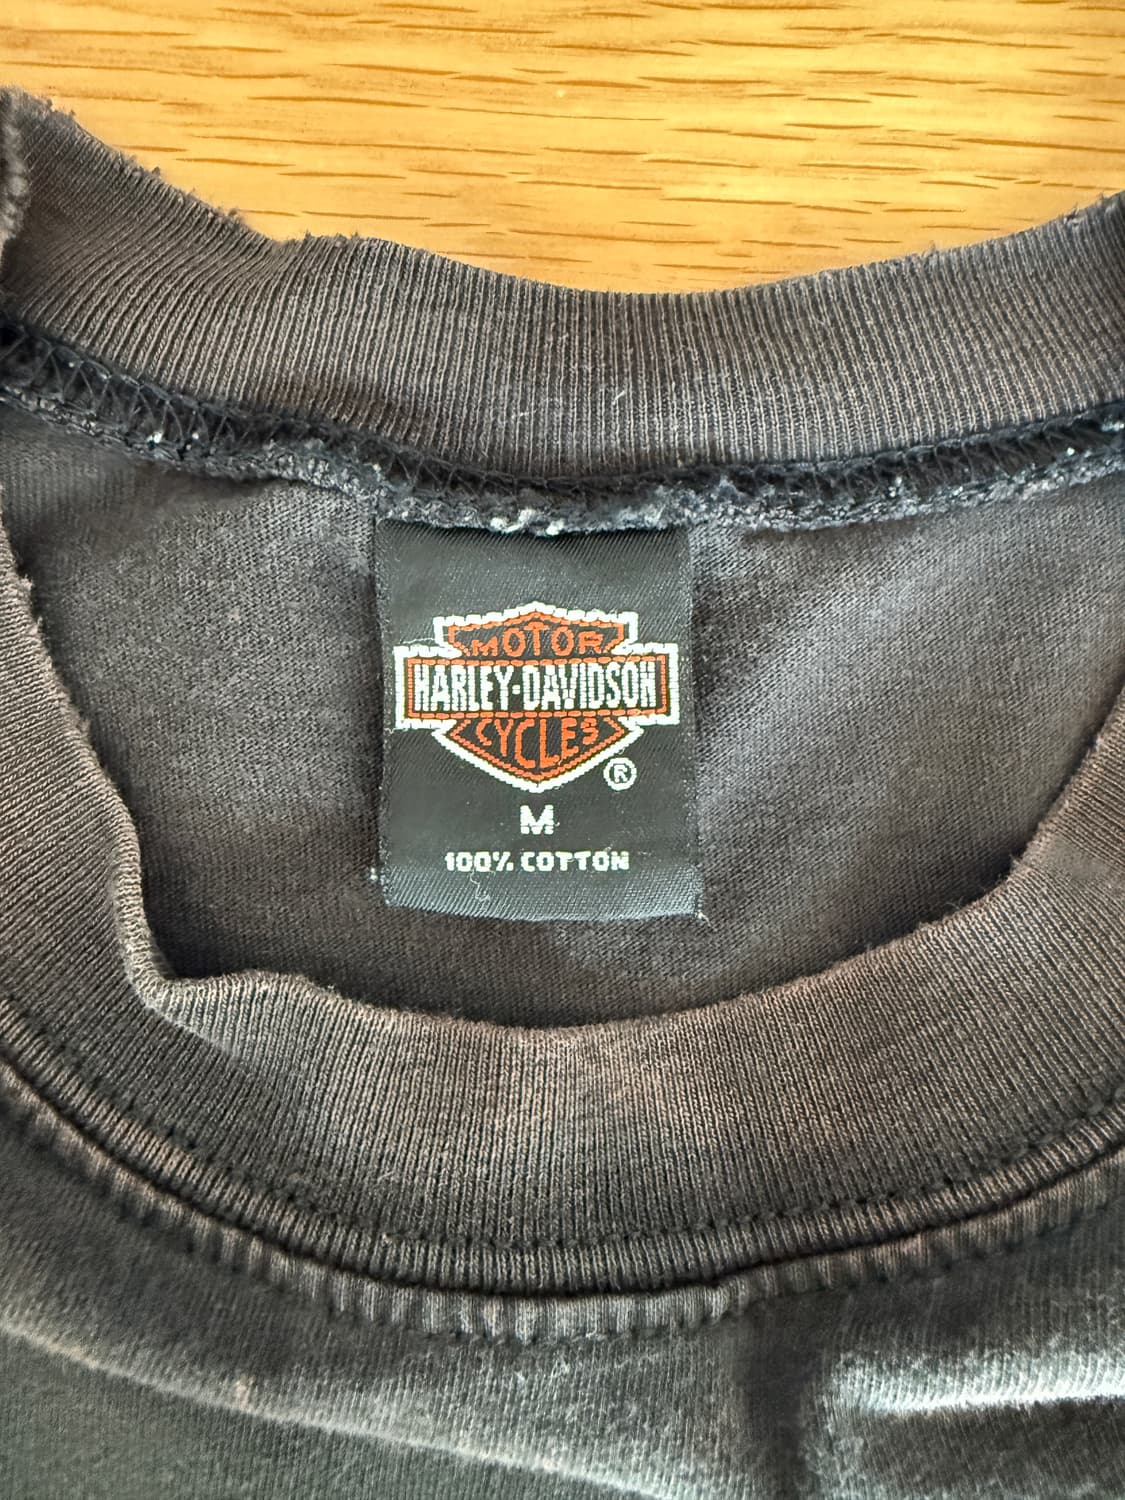 MOTOR
HARLEY-DAVIDSON
CYCLES
®
M
100% COTTON